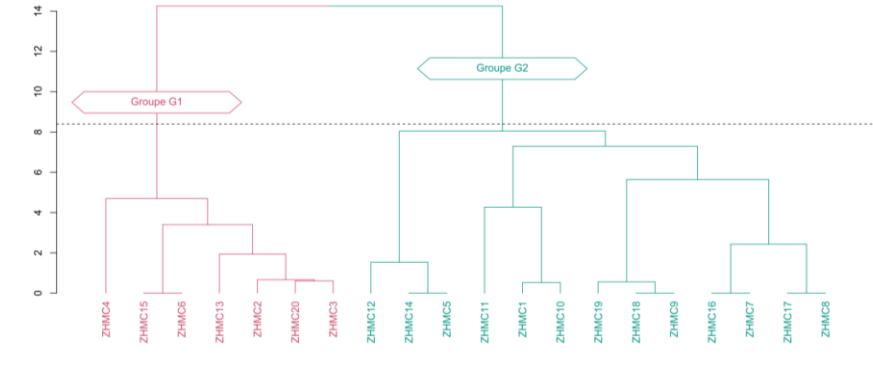 14
12
10
8
6
4
2
0
Groupe G2
Groupe G1
ZHMC4
ZHMC15
ZHMC6
ZHMC13
ZHMC2
ZHMC20
ZHMC3
ZHMC12
ZHMC14
ZHMC5
ZHMC11
ZHMC1
ZHMC10
ZHMC19
ZHMC18
ZHMC9
ZHMC16
ZHMC7
ZHMC17
ZHMC8